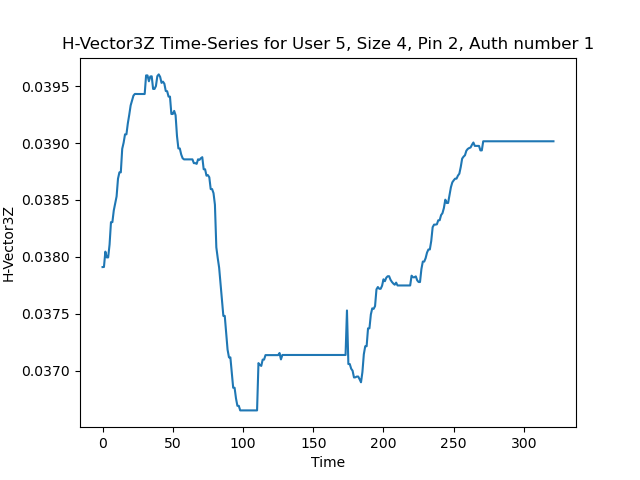 H-Vector3Z Time-Series for User 5, Size 4, Pin 2, Auth number 1
0.0395
0.0390
0.0385
0.0380
0.0375
0.0370
H-Vector3Z
0 50 100 150 200 250 300
Time